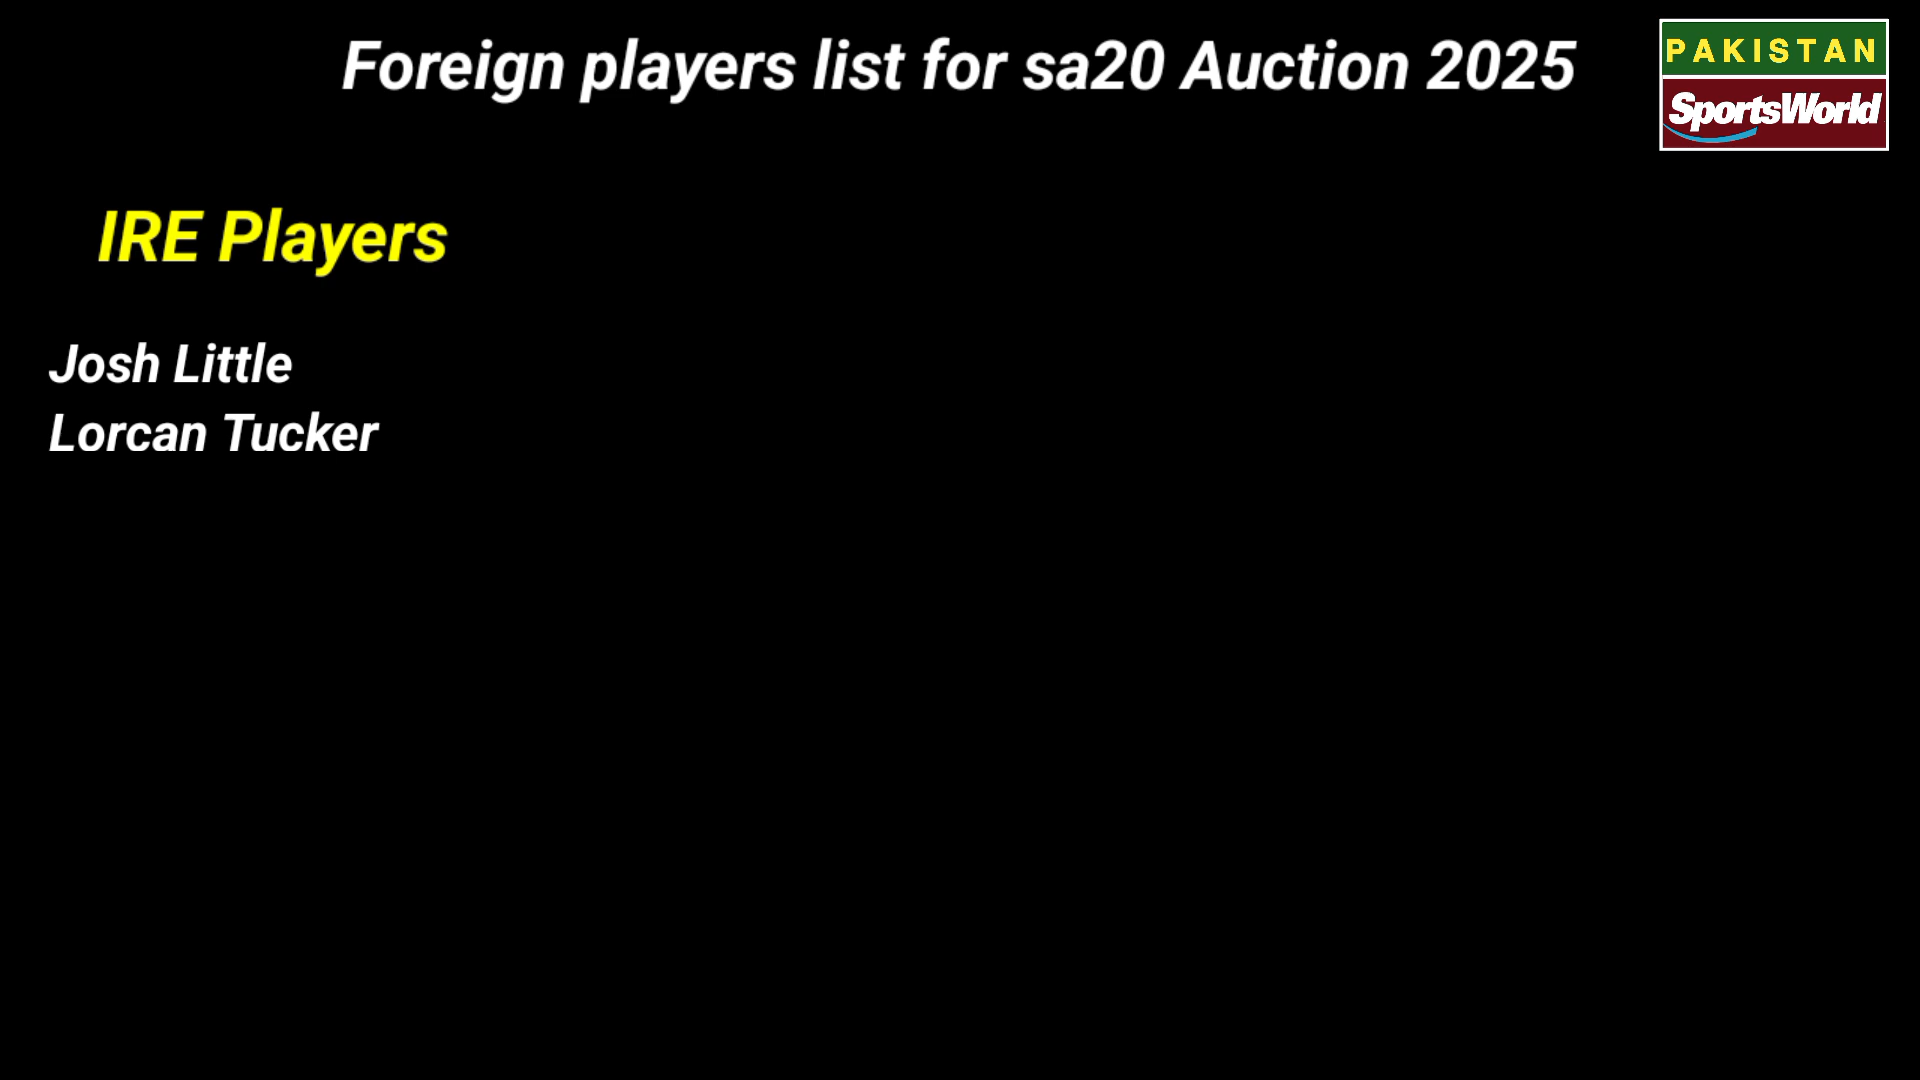 Foreign players list for sa20 Auction 2025
PAKISTAN
SportsWorld
IRE Players
Josh Little
Lorcan Tucker